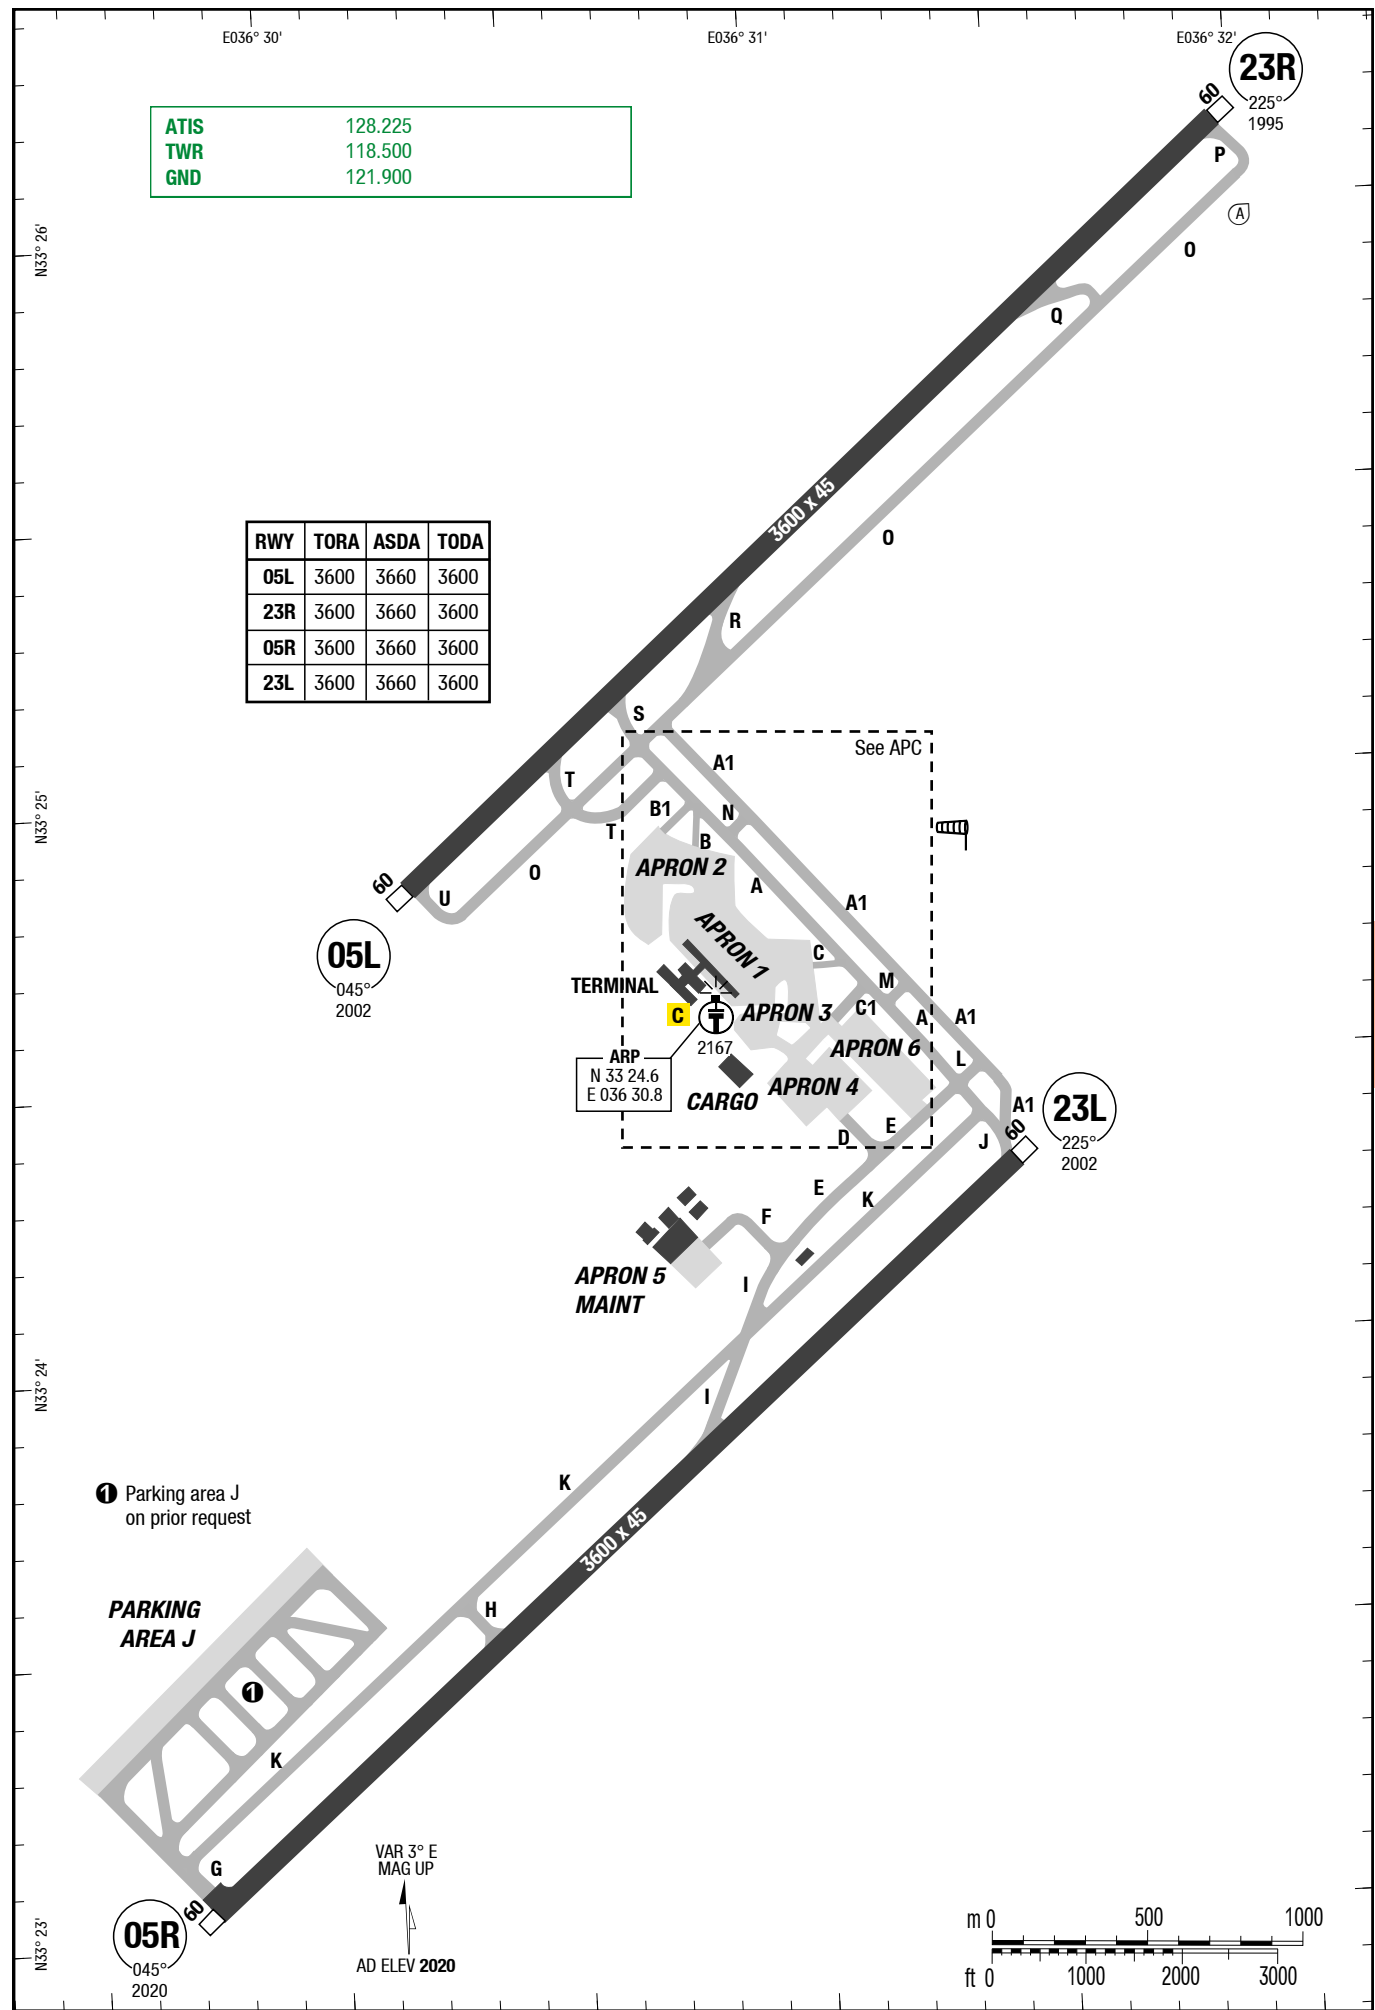 E036° 30' E036° 31' E036° 32'
23R
225°
1995
60
ATIS 128.225
TWR 118.500
GND 121.900
P
A
O
N33° 26'
Q
3600 x 45
O
RWY TORA ASDA TODA
05L 3600 3660 3600
23R 3600 3660 3600
05R 3600 3660 3600
23L 3600 3660 3600
R
S
See APC
A1
T
B1 N
N33° 25'
T
B
APRON 2
O
A
60
U
A1
APRON 1
05L
045°
2002
C
TERMINAL
M
C
APRON 3
C1
A
A1
2167
APRON 6
ARP
N 33 24.6
E 036 30.8
L
APRON 4
CARGO
A1
23L
225°
2002
60
E
D
J
E
K
F
APRON 5
MAINT
I
N33° 24'
I
K
1 Parking area J
on prior request
3600 x 45
PARKING
AREA J
H
1
K
G
VAR 3° E
MAG UP
60
05R
045°
2020
N33° 23'
AD ELEV 2020
m 0 500 1000
ft 0 1000 2000 3000